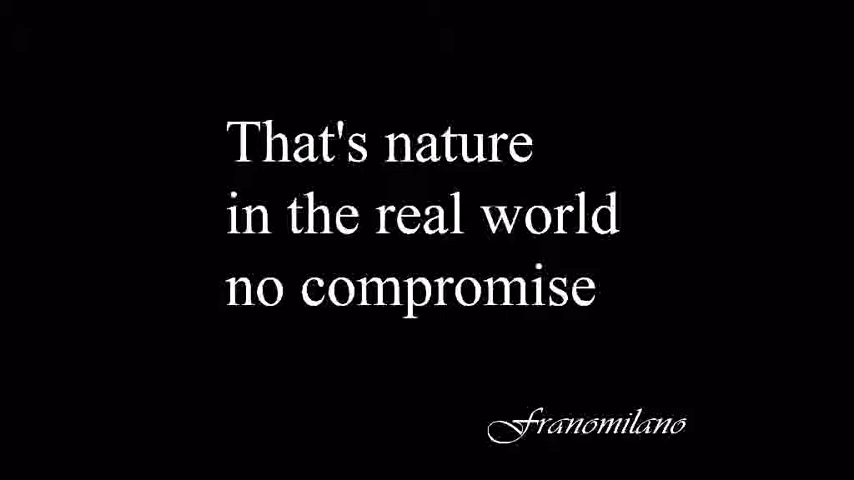 That's nature
in the real world
no compromise
Franomilano